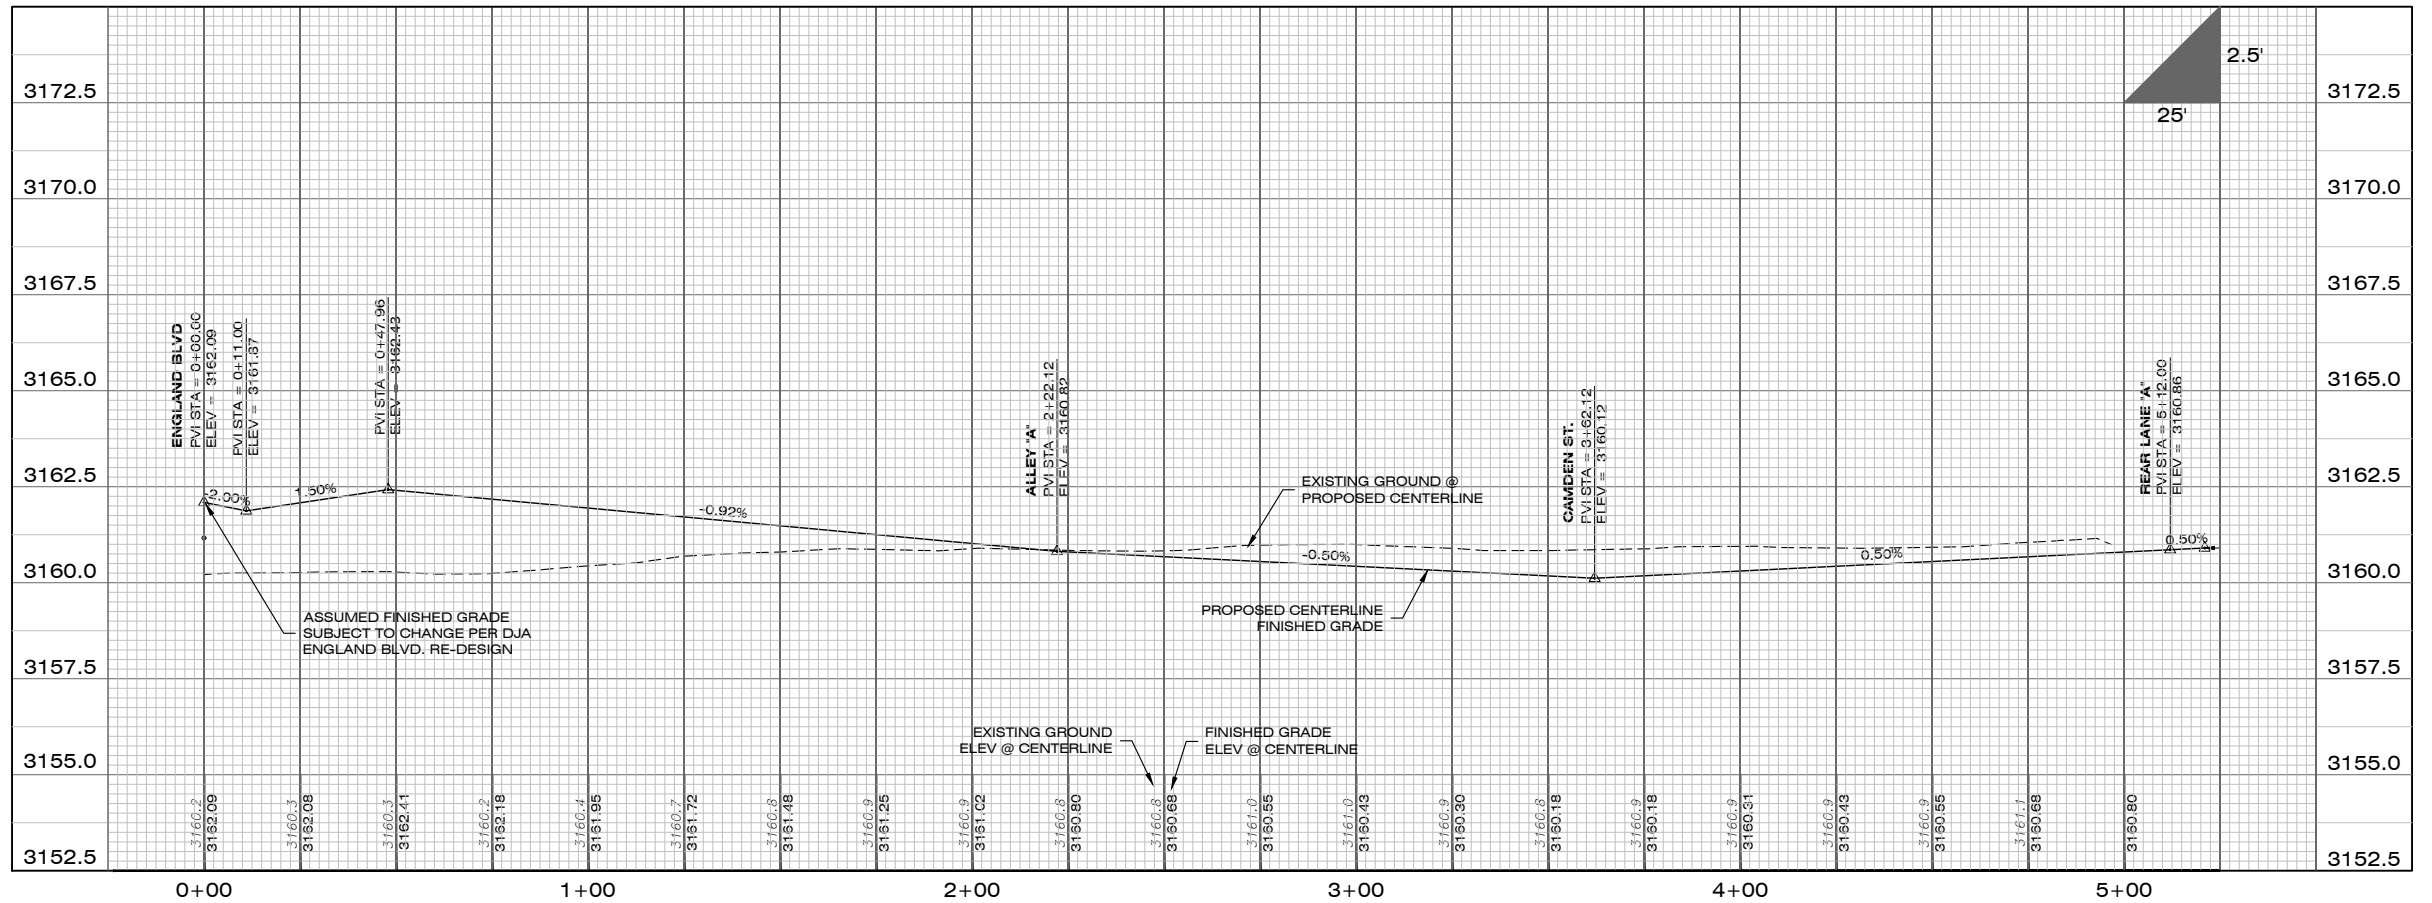 2.5'
25'
3172.5
3172.5
3170.0
3170.0
3167.5
3167.5
3165.0
3165.0
3162.5
3162.5
3160.0
3160.0
3157.5
3157.5
3155.0
3155.0
3152.5
3152.5
ENGLAND BLVD
PVI STA = 0+00.00
ELEV = 3162.09
PVI STA = 0+11.00
ELEV = 3161.87
PVI STA = 0+47.96
ELEV = 3162.43
ALLEY "A"
PVI STA = 2+22.12
ELEV = 3160.82
CAMDEN ST.
PVI STA = 3+62.12
ELEV = 3160.12
REAR LANE "A"
PVI STA = 5+12.00
ELEV = 3160.86
-2.00%
1.50%
-0.92%
-0.50%
0.50%
0.50%
EXISTING GROUND @
PROPOSED CENTERLINE
PROPOSED CENTERLINE
FINISHED GRADE
ASSUMED FINISHED GRADE
SUBJECT TO CHANGE PER DJA
ENGLAND BLVD. RE-DESIGN
EXISTING GROUND
ELEV @ CENTERLINE
FINISHED GRADE
ELEV @ CENTERLINE
3160.2
3162.09
3160.3
3162.08
3160.3
3162.41
3160.2
3162.18
3160.4
3161.95
3160.7
3161.72
3160.8
3161.48
3160.9
3161.25
3160.9
3161.02
3160.8
3160.80
3160.8
3160.68
3161.0
3160.55
3161.0
3160.43
3160.9
3160.30
3160.8
3160.18
3160.9
3160.18
3160.9
3160.31
3160.9
3160.43
3160.9
3160.55
3161.1
3160.68
3160.80
0+00
1+00
2+00
3+00
4+00
5+00